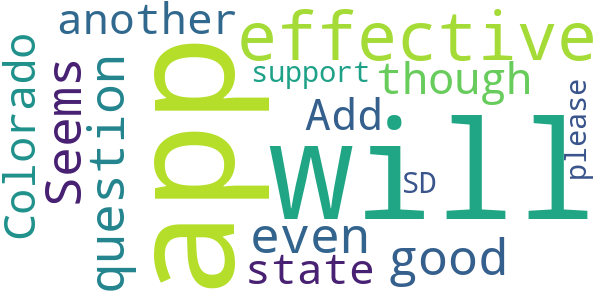 another
effective
app
Colorado
Seems
question
support
though
please
Add
will
SD
even
good
state